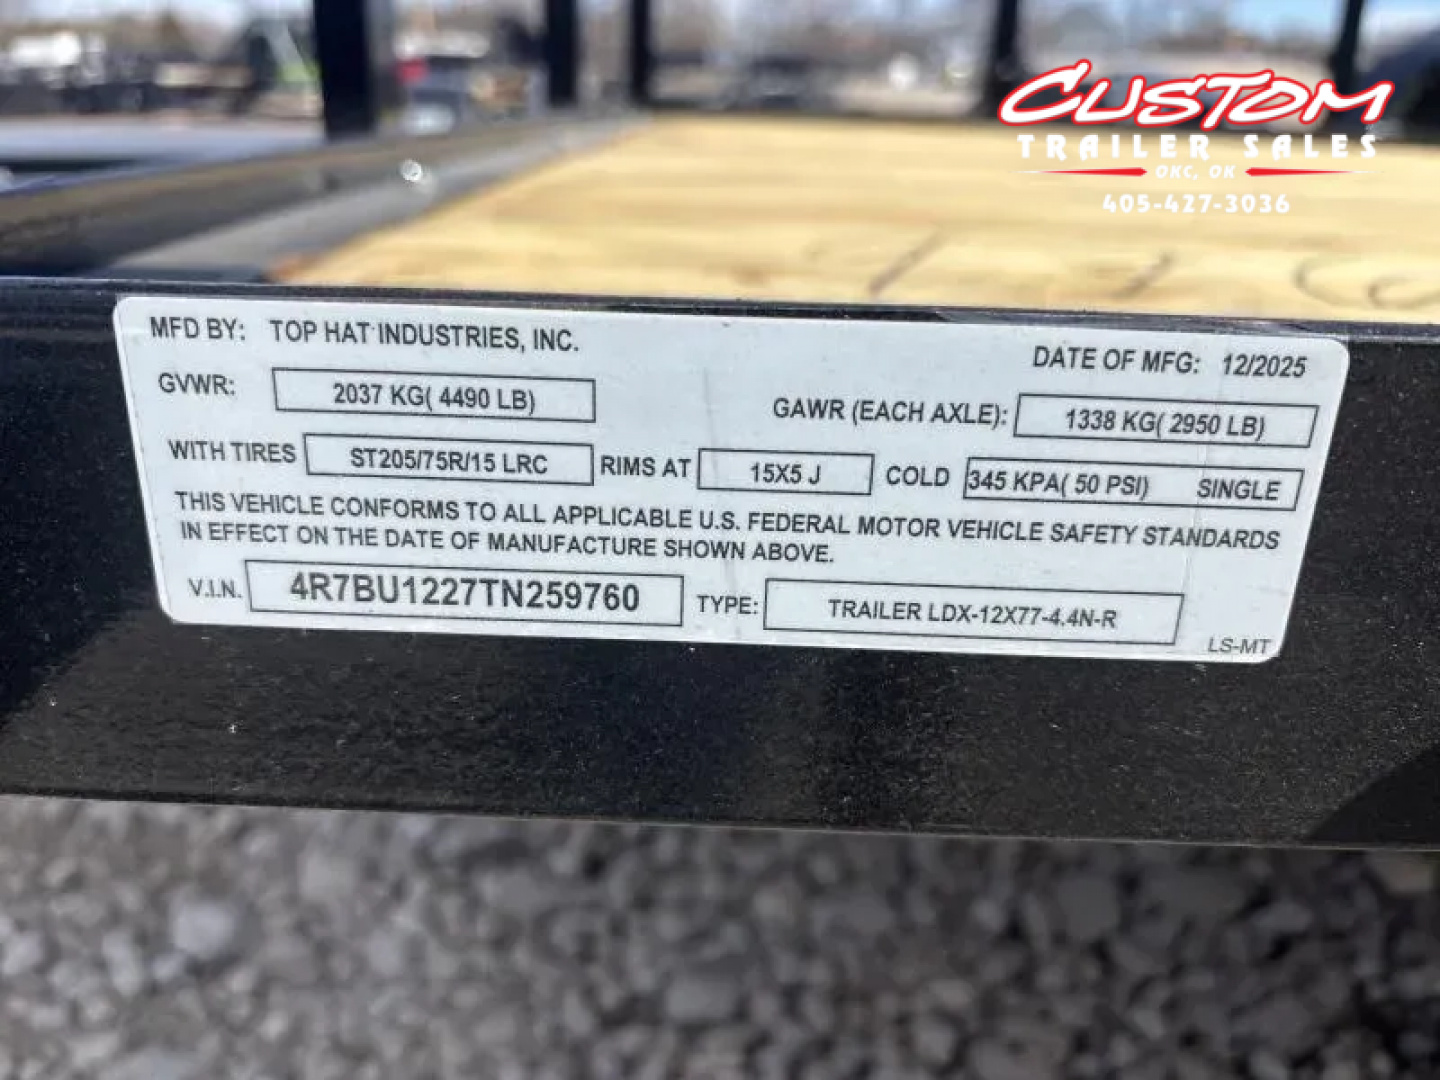 CUSTOM
TRAILER SALES
OKC, OK
405-427-3036
MFD BY: TOP HAT INDUSTRIES, INC.
DATE OF MFG: 12/2025
GVWR: 2037 KG( 4490 LB)
GAWR (EACH AXLE): 1338 KG( 2950 LB)
WITH TIRES ST205/75R/15 LRC RIMS AT 15X5 J COLD 345 KPA( 50 PSI) SINGLE
THIS VEHICLE CONFORMS TO ALL APPLICABLE U.S. FEDERAL MOTOR VEHICLE SAFETY STANDARDS
IN EFFECT ON THE DATE OF MANUFACTURE SHOWN ABOVE.
V.I.N. 4R7BU1227TN259760 TYPE: TRAILER LDX-12X77-4.4N-R
LS-MT